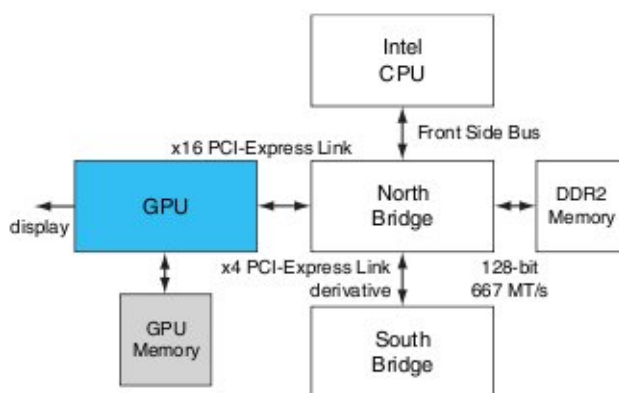 Intel
CPU
Front Side Bus
x16 PCI-Express Link
display
GPU
North
Bridge
DDR2
Memory
x4 PCI-Express Link
derivative
128-bit
667 MT/s
GPU
Memory
South
Bridge